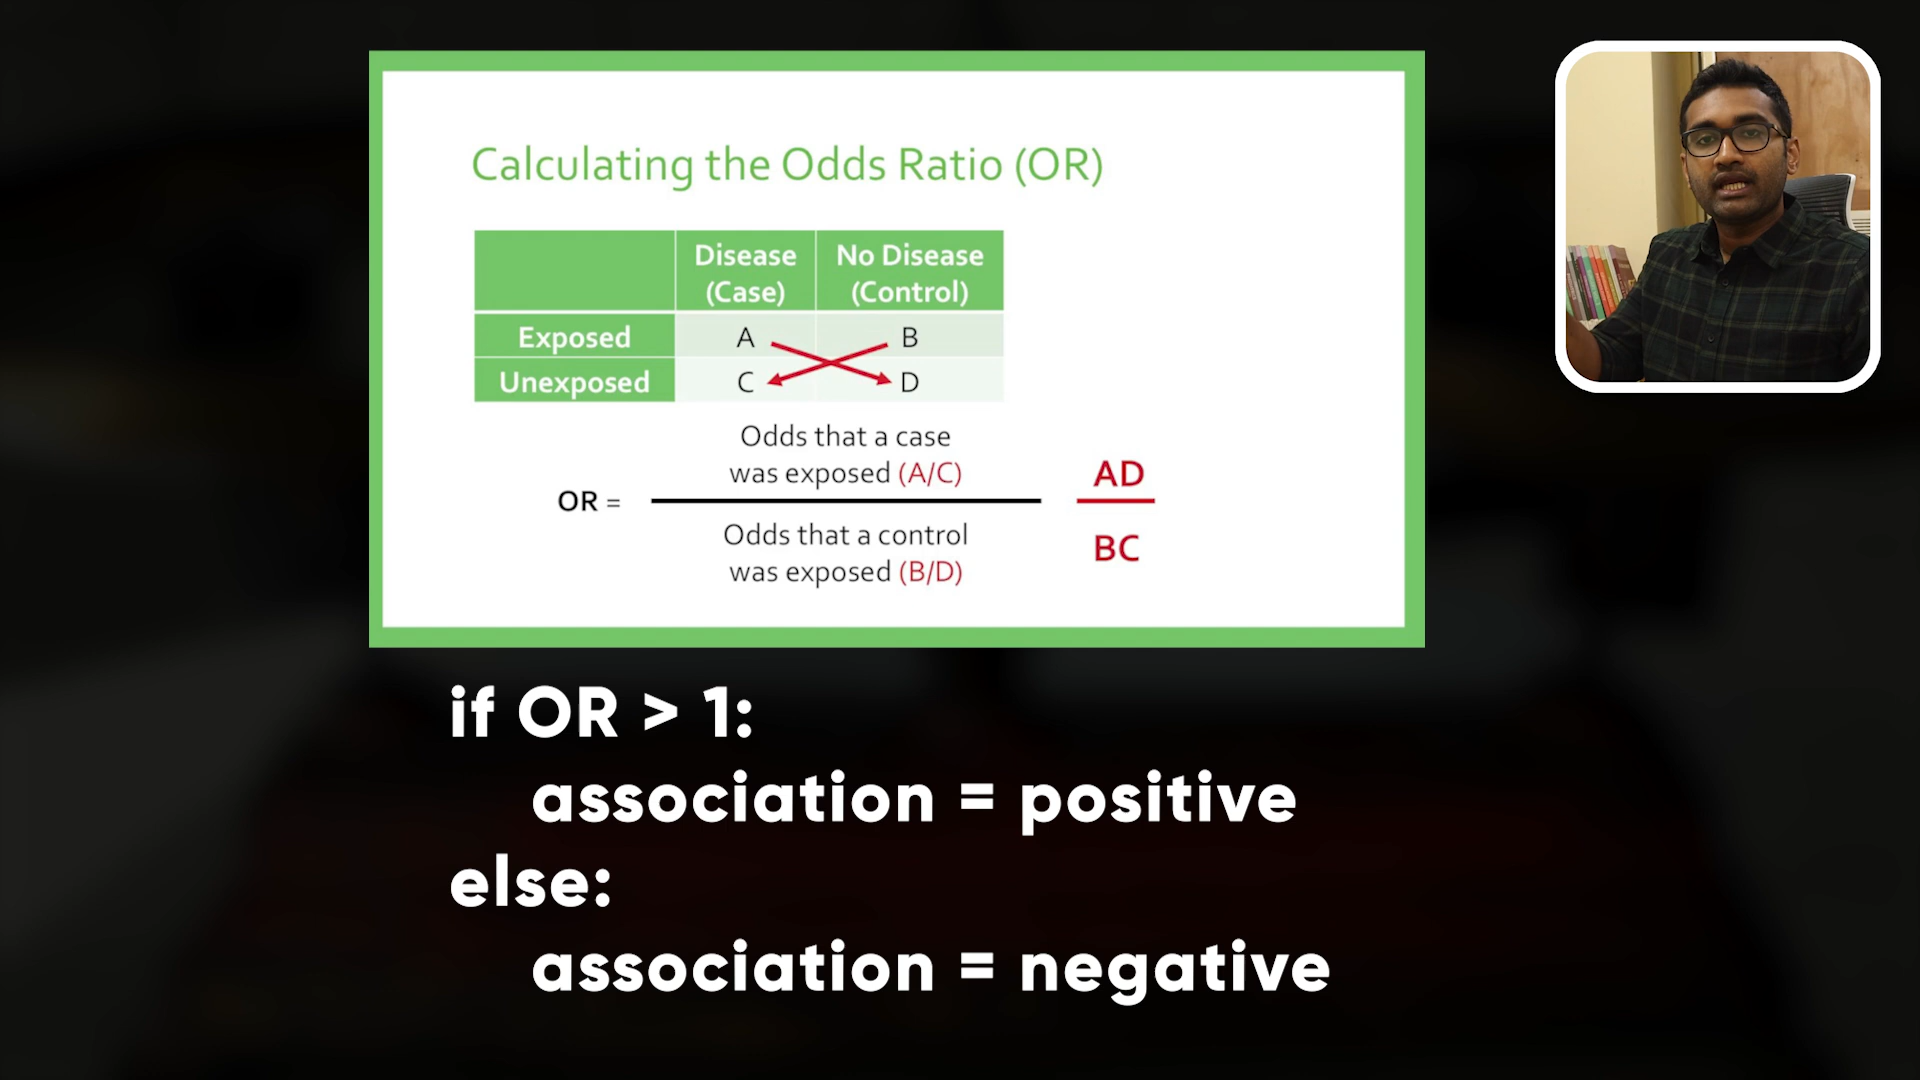 Calculating the Odds Ratio (OR)
Disease (Case)
No Disease (Control)
Exposed
A
B
Unexposed
C
D
OR =
Odds that a case
was exposed (A/C)
Odds that a control
was exposed (B/D)
AD
BC
if OR > 1:
association = positive
else:
association = negative